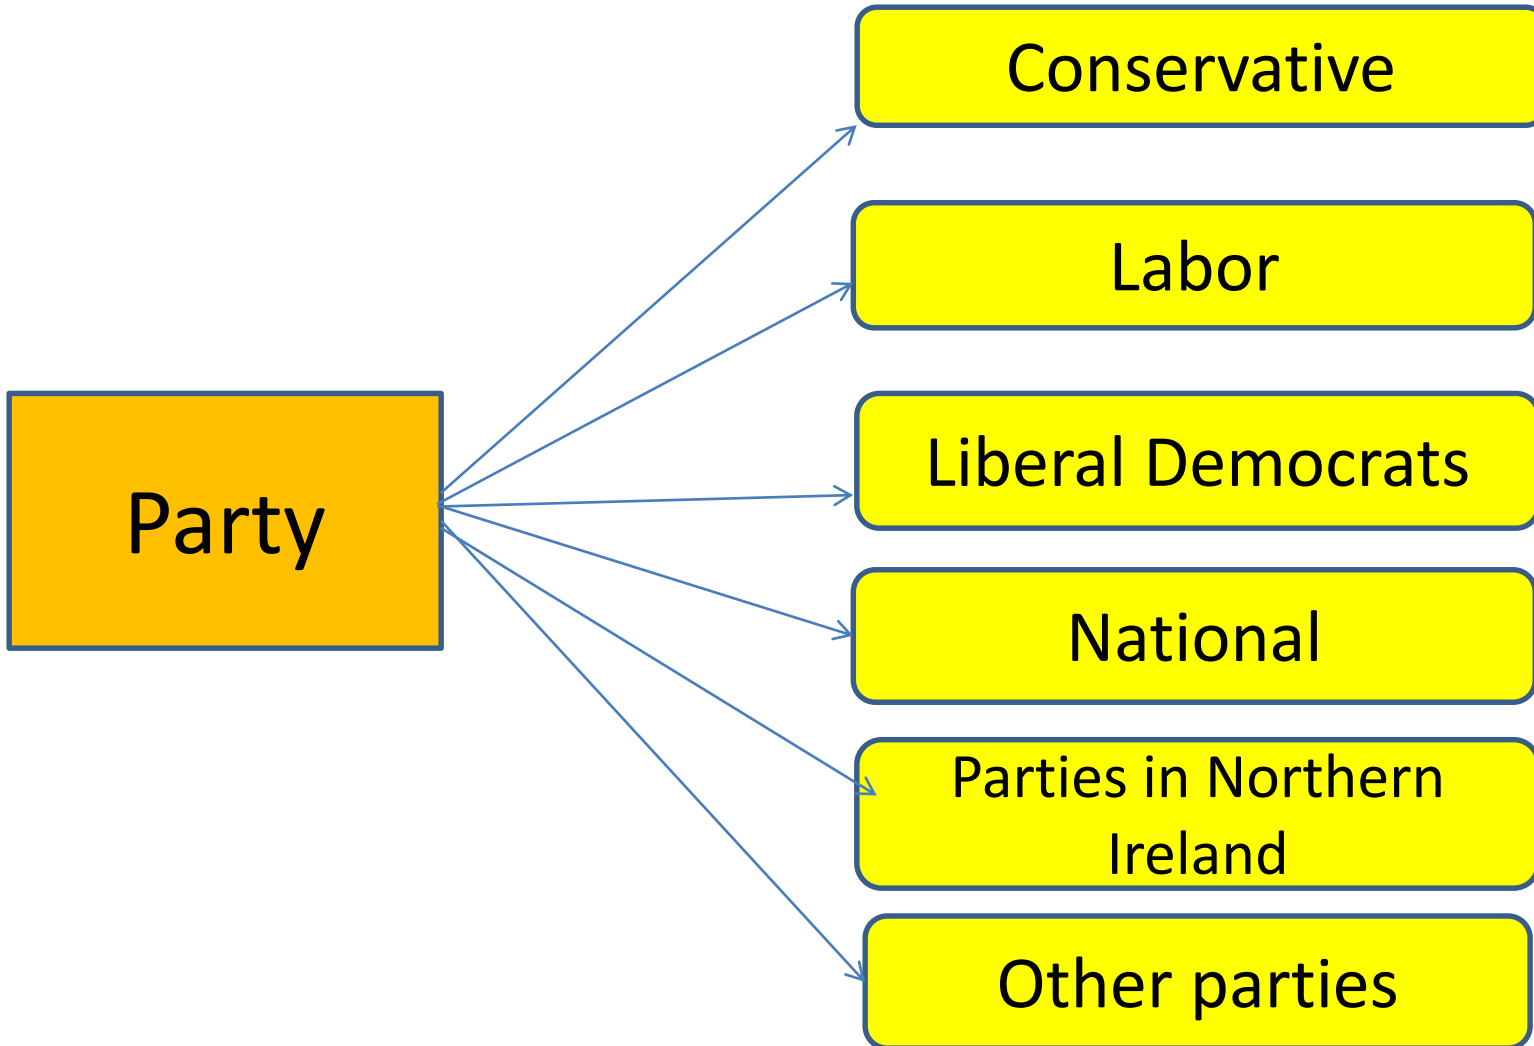 Conservative
Labor
Liberal Democrats
Party
National
Parties in Northern
Ireland
Other parties